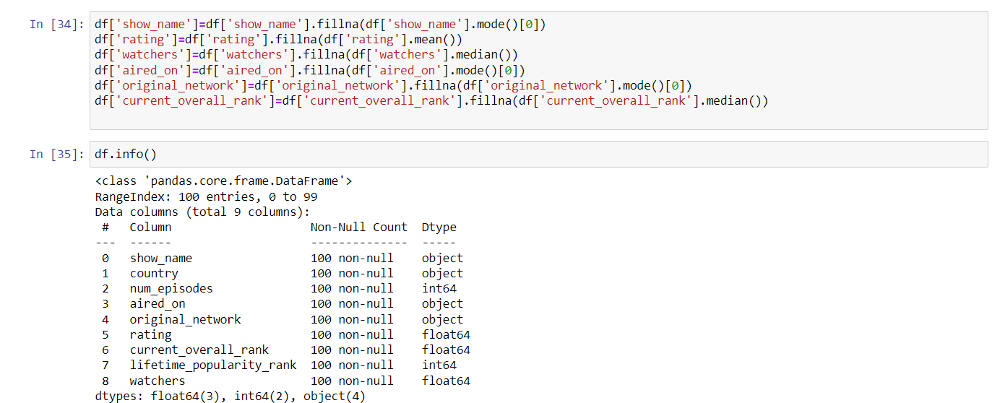 In [34]: df['show_name']=df['show_name'].fillna(df['show_name'].mode()[0])
df['rating']=df['rating'].fillna(df['rating'].mean())
df['watchers']=df['watchers'].fillna(df['watchers'].median())
df['aired_on']=df['aired_on'].fillna(df['aired_on'].mode()[0])
df['original_network']=df['original_network'].fillna(df['original_network'].mode()[0])
df['current_overall_rank']=df['current_overall_rank'].fillna(df['current_overall_rank'].median())
In [35]: df.info()
<class 'pandas.core.frame.DataFrame'>
RangeIndex: 100 entries, 0 to 99
Data columns (total 9 columns):
 #   Column                    Non-Null Count  Dtype
---  ------                    --------------  -----
 0   show_name                 100 non-null    object
 1   country                   100 non-null    object
 2   num_episodes              100 non-null    int64
 3   aired_on                  100 non-null    object
 4   original_network          100 non-null    object
 5   rating                    100 non-null    float64
 6   current_overall_rank      100 non-null    float64
 7   lifetime_popularity_rank  100 non-null    int64
 8   watchers                  100 non-null    float64
dtypes: float64(3), int64(2), object(4)